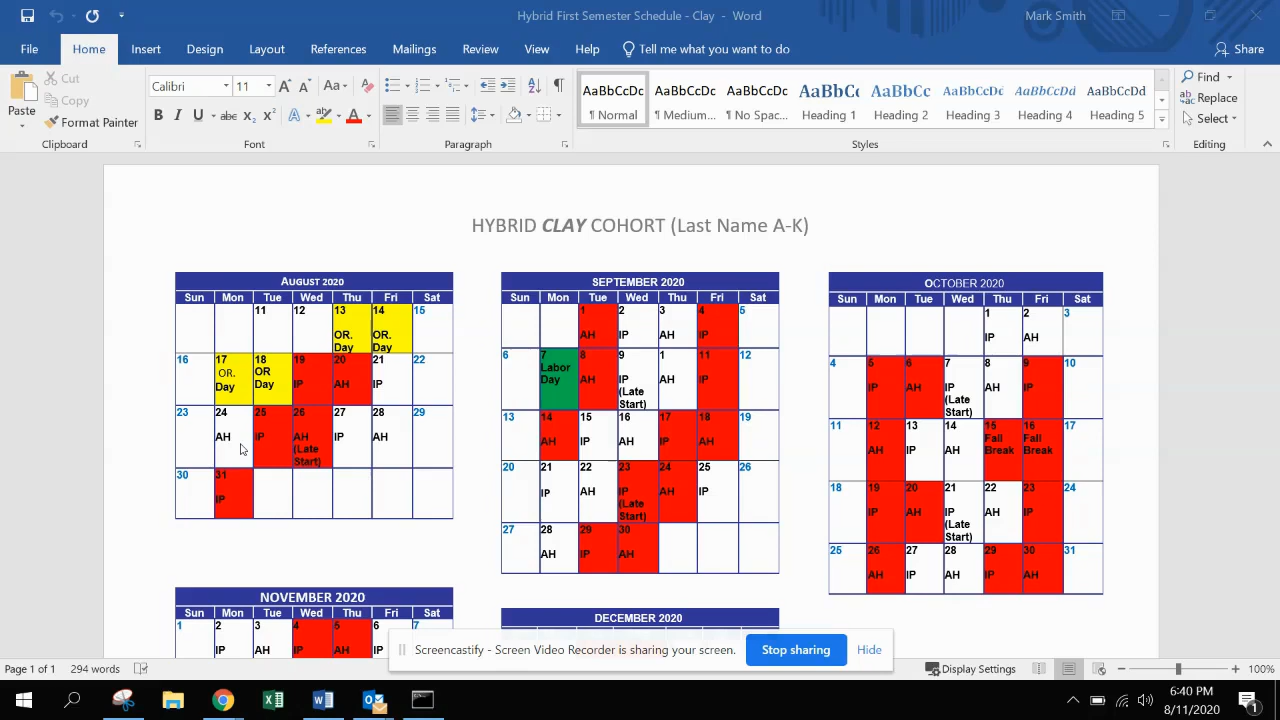 Hybrid First Semester Schedule - Clay - Word
Mark Smith
File Home Insert Design Layout References Mailings Review View Help Tell me what you want to do Share
Paste
Cut
Copy
Format Painter
Clipboard
Calibri 11
Font
Paragraph
AaBbCcDc AaBbCcDc AaBbCcDc AaBbCc AaBbCc AaBbCcDc AaBbCcDd AaBbCcDd
¶ Normal ¶ Medium... ¶ No Spac... Heading 1 Heading 2 Heading 3 Heading 4 Heading 5
Styles
Find
Replace
Select
Editing
HYBRID CLAY COHORT (Last Name A-K)
AUGUST 2020
Sun Mon Tue Wed Thu Fri Sat
11 12 13 14 15
OR. Day OR. Day
16 17 18 19 20 21 22
OR. Day OR Day IP AH IP
23 24 25 26 27 28 29
AH IP AH (Late Start) IP AH
30 31
IP
SEPTEMBER 2020
Sun Mon Tue Wed Thu Fri Sat
1 2 3 4 5
AH IP AH IP
6 7 8 9 1 11 12
Labor Day AH IP (Late Start) AH IP
13 14 15 16 17 18 19
AH IP AH IP AH
20 21 22 23 24 25 26
IP AH IP (Late Start) AH IP
27 28 29 30
AH IP AH
OCTOBER 2020
Sun Mon Tue Wed Thu Fri Sat
1 2 3
IP AH
4 5 6 7 8 9 10
IP AH IP (Late Start) AH IP
11 12 13 14 15 16 17
AH IP AH Fall Break Fall Break
18 19 20 21 22 23 24
IP AH IP (Late Start) AH IP
25 26 27 28 29 30 31
AH IP AH IP AH
NOVEMBER 2020
Sun Mon Tue Wed Thu Fri Sat
1 2 3 4 5 6 7
IP AH IP AH IP
DECEMBER 2020
Screencastify - Screen Video Recorder is sharing your screen. Stop sharing Hide
Page 1 of 1 294 words
Display Settings
100%
6:40 PM
8/11/2020
1